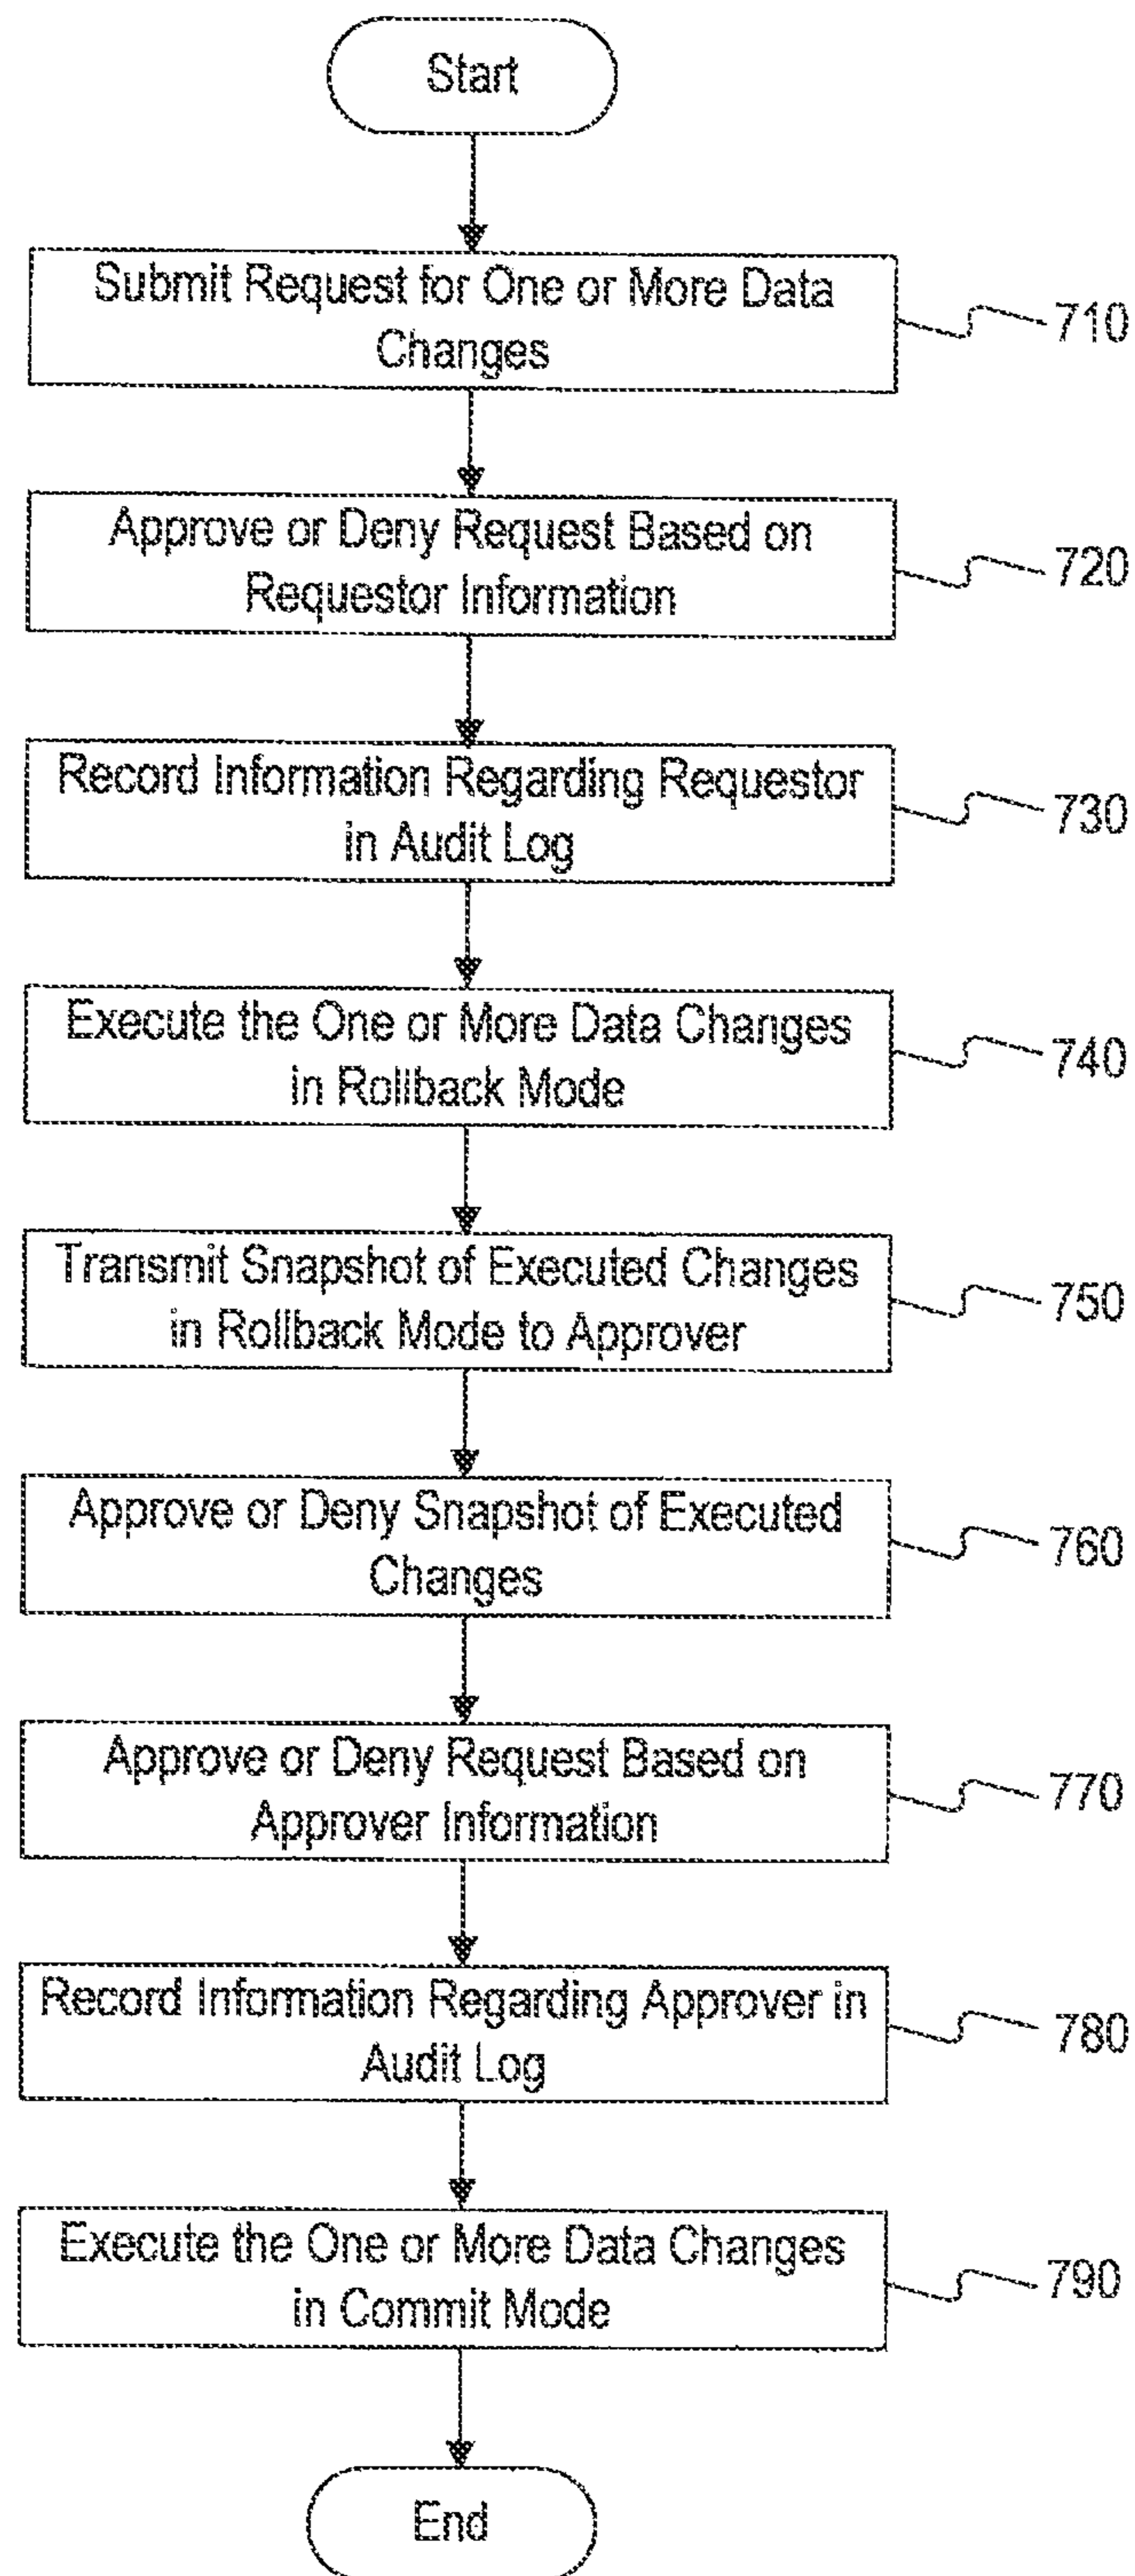 Start
Submit Request for One or More Data
Changes
710
Approve or Deny Request Based on
Requestor Information
720
Record Information Regarding Requestor
in Audit Log
730
Execute the One or More Data Changes
in Rollback Mode
740
Transmit Snapshot of Executed Changes
in Rollback Mode to Approver
750
Approve or Deny Snapshot of Executed
Changes
760
Approve or Deny Request Based on
Approver Information
770
Record Information Regarding Approver in
Audit Log
780
Execute the One or More Data Changes
in Commit Mode
790
End